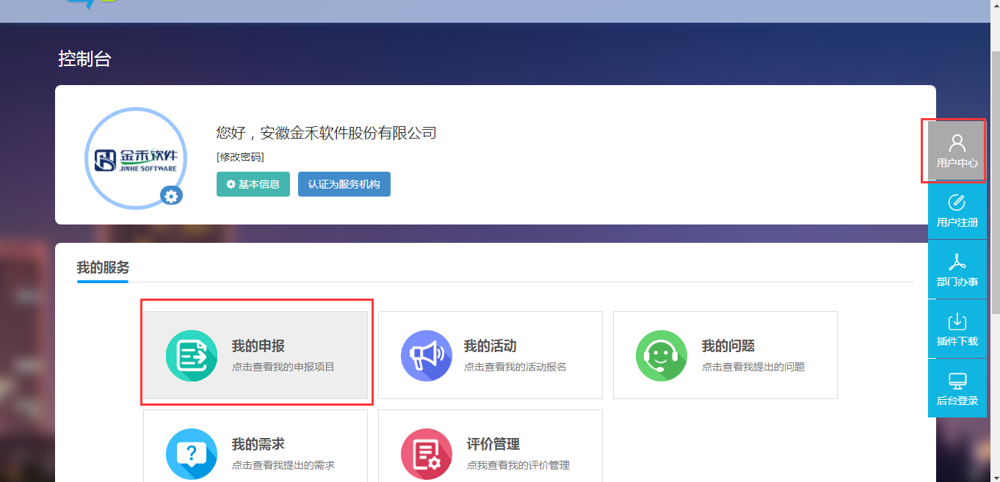 控制台
金禾软件
JINHE SOFTWARE
您好，安徽金禾软件股份有限公司
[修改密码]
基本信息
认证为服务机构
用户中心
用户注册
部门办事
插件下载
后台登录
我的服务
我的申报
点击查看我的申报项目
我的活动
点击查看我的活动报名
我的问题
点击查看我提出的问题
我的需求
点击查看我提出的需求
评价管理
点我查看我的评价管理